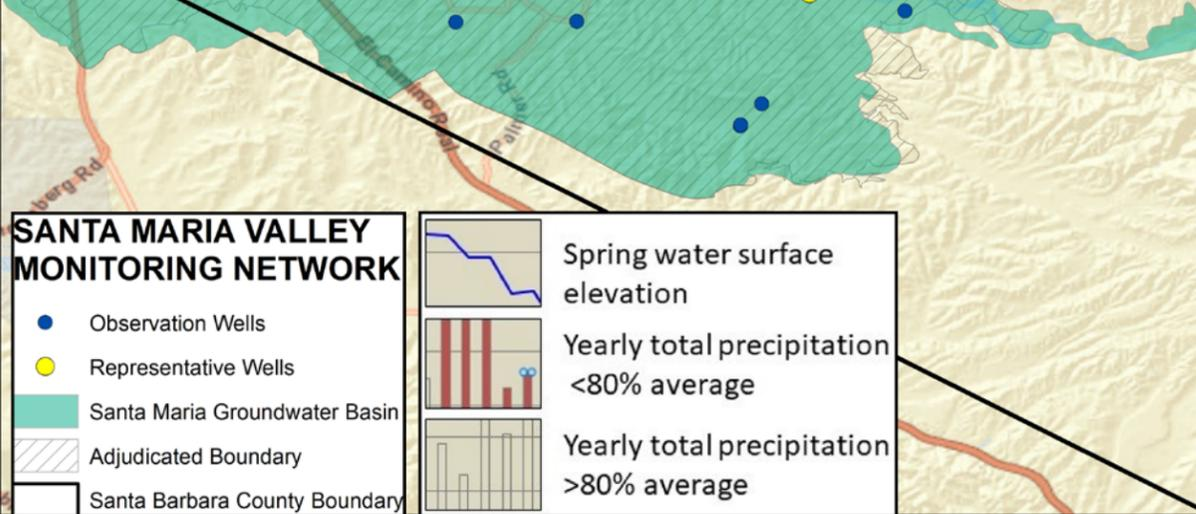 El Camino Real
Palmer Rd
berg Rd
SANTA MARIA VALLEY
MONITORING NETWORK
Observation Wells
Representative Wells
Santa Maria Groundwater Basin
Adjudicated Boundary
Santa Barbara County Boundary
Spring water surface
elevation
Yearly total precipitation
<80% average
Yearly total precipitation
>80% average